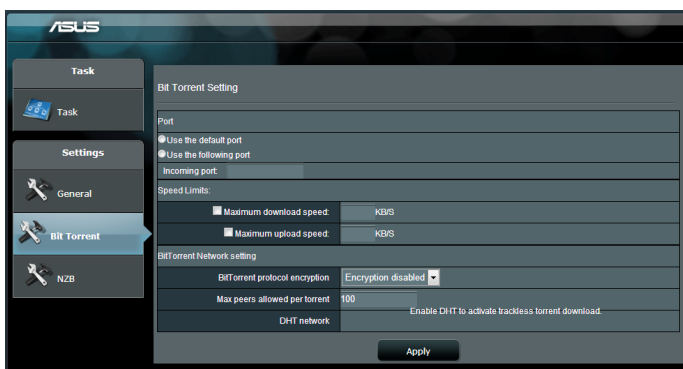 ASUS
Task
Task
Settings
General
Bit Torrent
NZB
Bit Torrent Setting
Port
Use the default port
Use the following port
Incoming port:
Speed Limits:
Maximum download speed: KB/S
Maximum upload speed: KB/S
BitTorrent Network setting
BitTorrent protocol encryption Encryption disabled
Max peers allowed per torrent 100
DHT network Enable DHT to activate trackless torrent download.
Apply